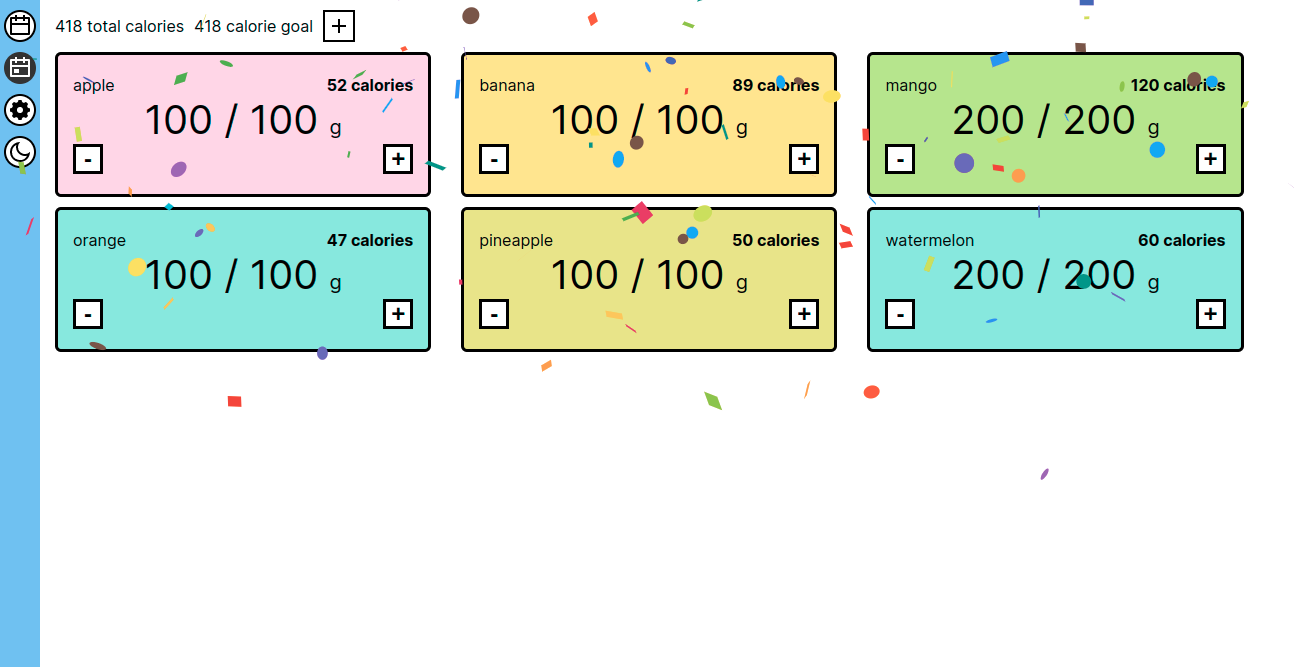 418 total calories 418 calorie goal +
apple 52 calories
100 / 100 g
- +
banana 89 calories
100 / 100 g
- +
mango 120 calories
200 / 200 g
- +
orange 47 calories
100 / 100 g
- +
pineapple 50 calories
100 / 100 g
- +
watermelon 60 calories
200 / 200 g
- +